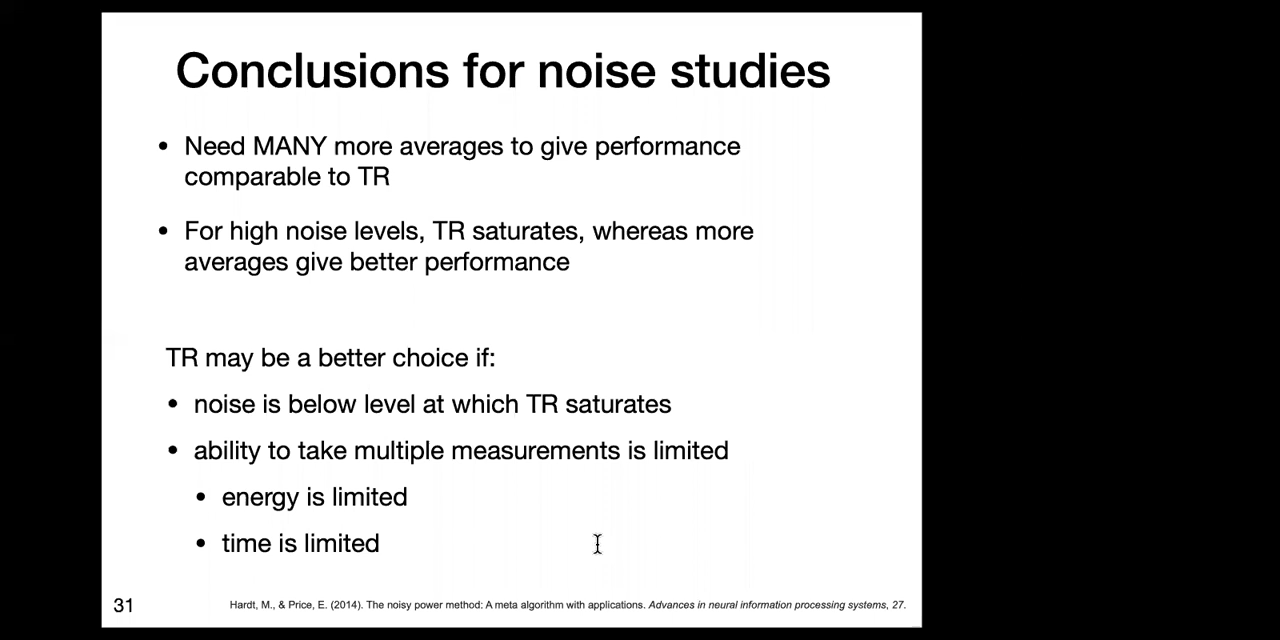 Conclusions for noise studies
• Need MANY more averages to give performance
comparable to TR
• For high noise levels, TR saturates, whereas more
averages give better performance
TR may be a better choice if:
• noise is below level at which TR saturates
• ability to take multiple measurements is limited
• energy is limited
• time is limited
31
Hardt, M., & Price, E. (2014). The noisy power method: A meta algorithm with applications. Advances in neural information processing systems, 27.